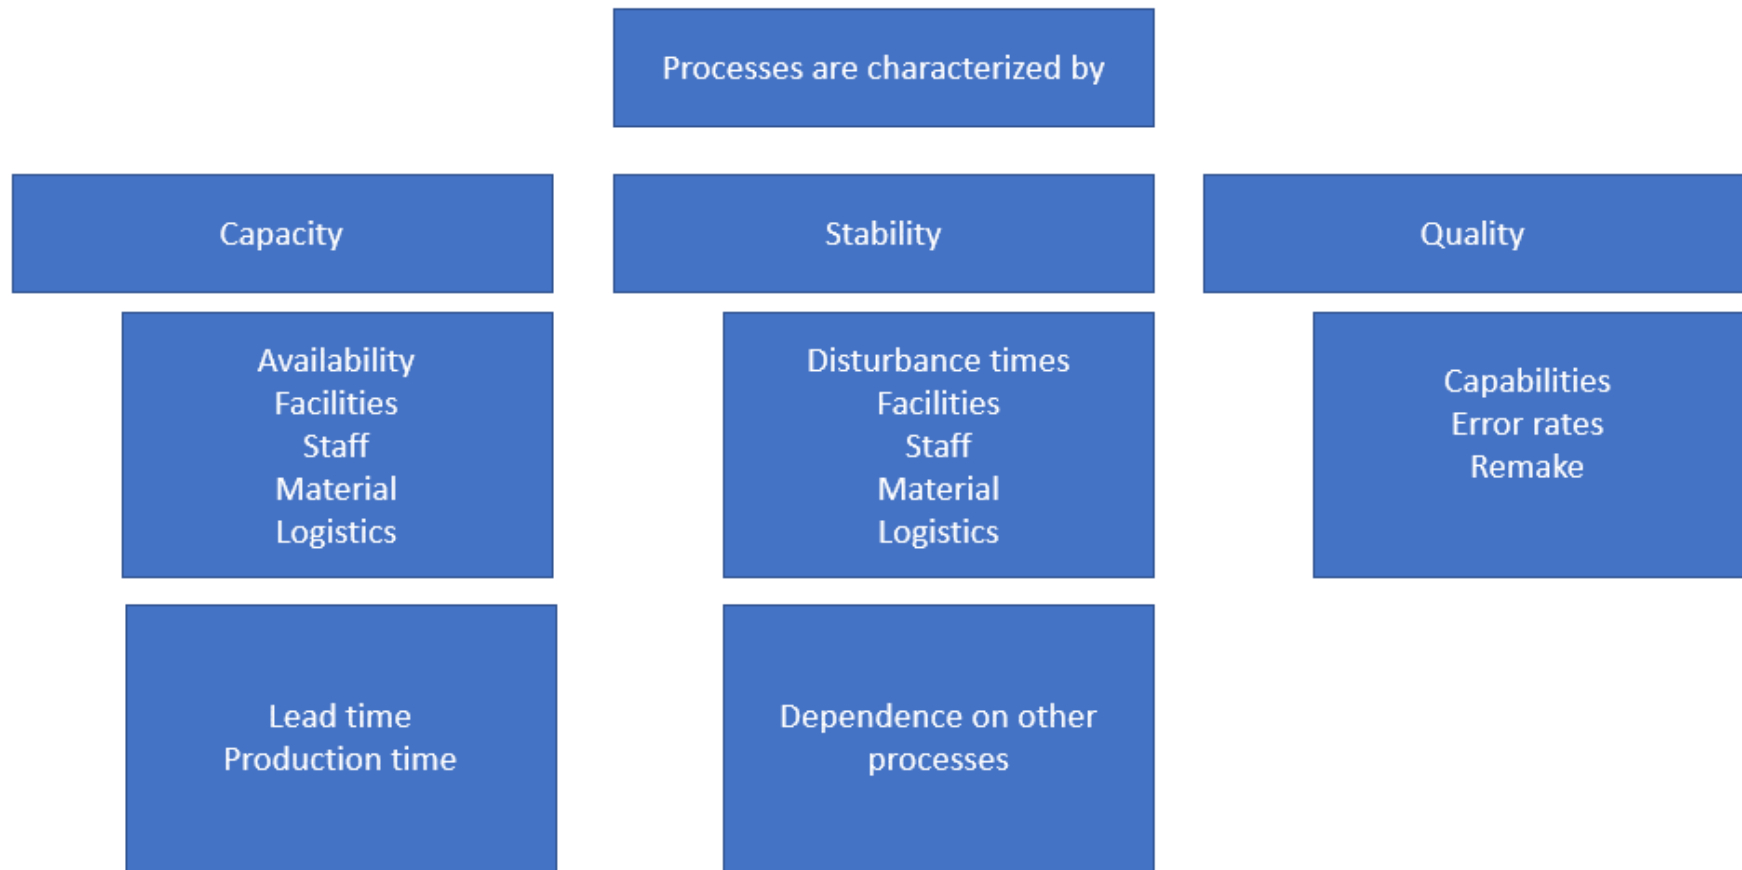 Processes are characterized by
Capacity
Stability
Quality
Availability
Facilities
Staff
Material
Logistics
Disturbance times
Facilities
Staff
Material
Logistics
Capabilities
Error rates
Remake
Lead time
Production time
Dependence on other
processes